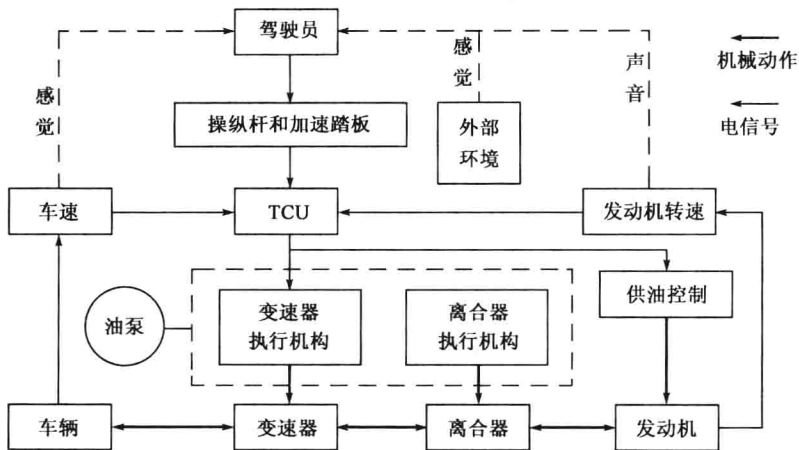 驾驶员
感觉
感觉
声音
机械动作
操纵杆和加速踏板
外部
环境
电信号
车速
TCU
发动机转速
油泵
变速器
执行机构
离合器
执行机构
供油控制
车辆
变速器
离合器
发动机